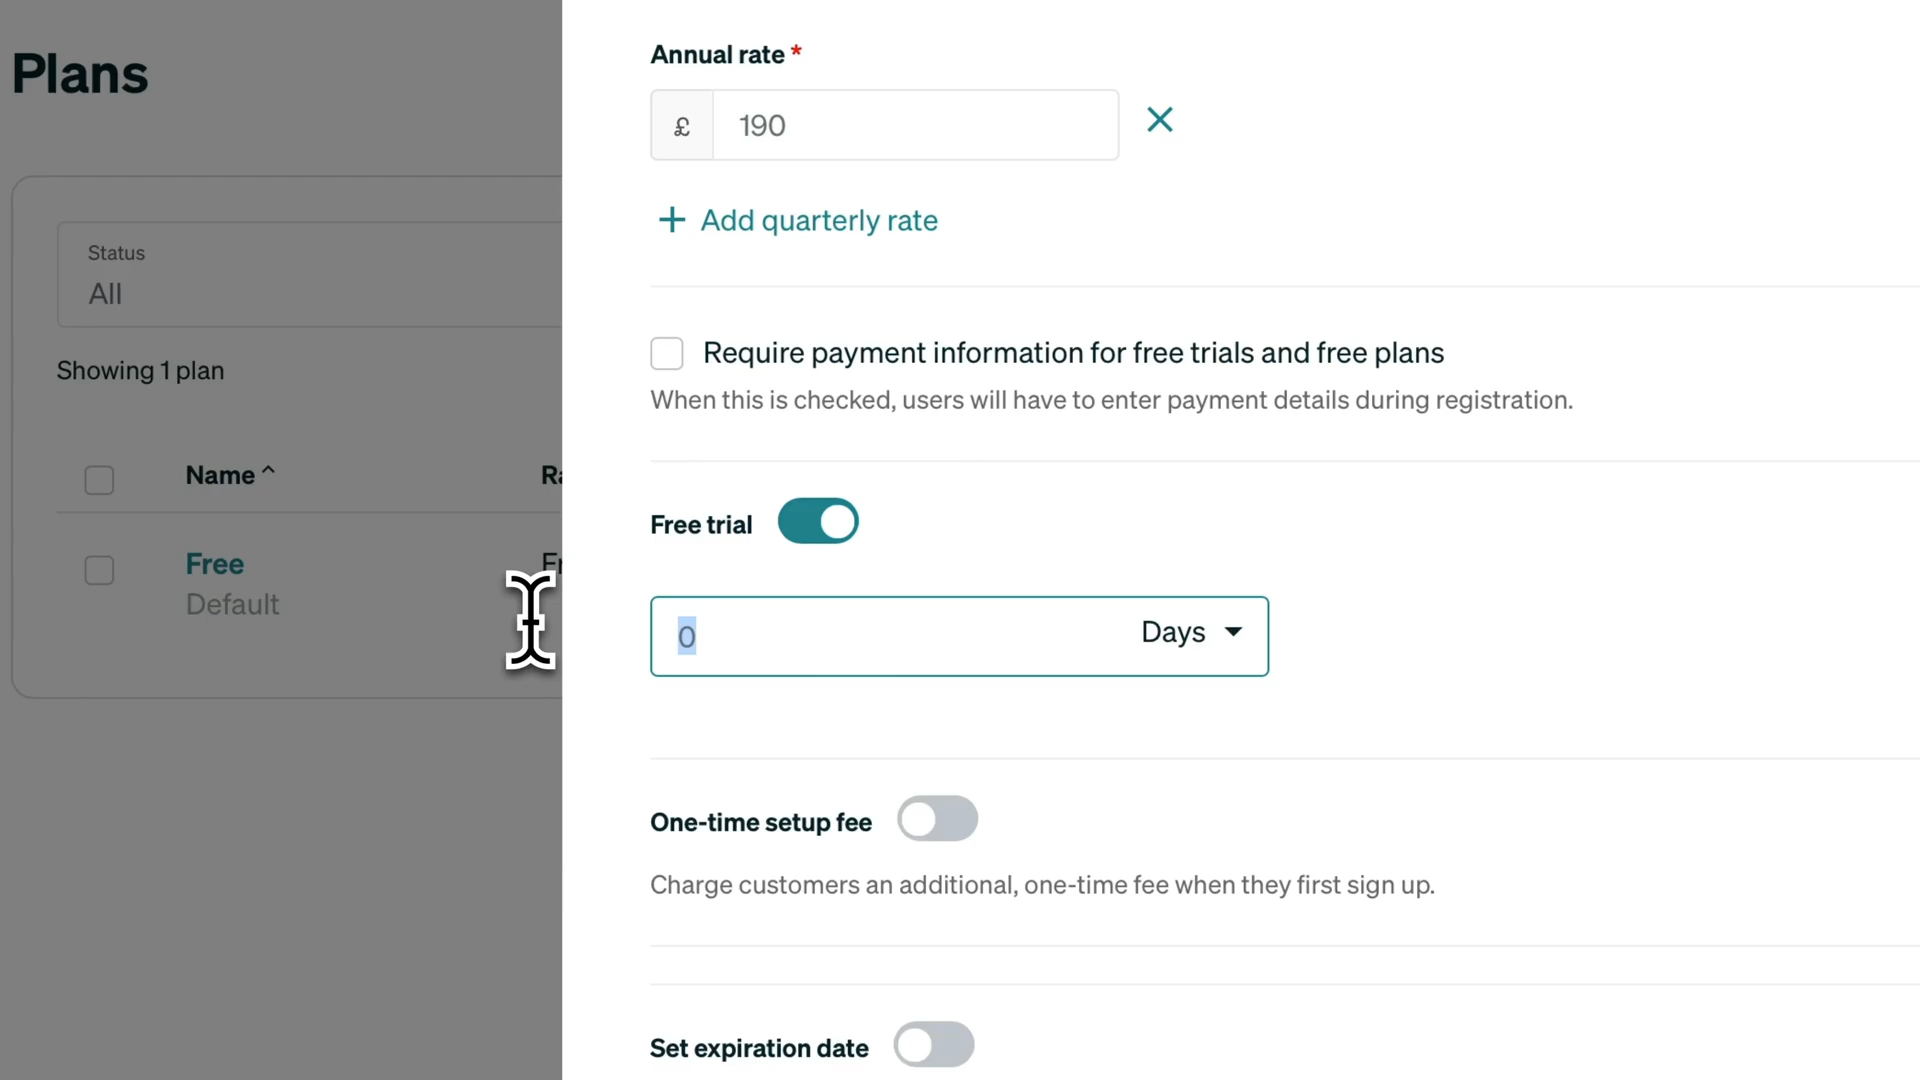 Plans
Status
All
Showing 1 plan
Name
Free
Default
Annual rate *
£ 190
+ Add quarterly rate
Require payment information for free trials and free plans
When this is checked, users will have to enter payment details during registration.
Free trial
0 Days
One-time setup fee
Charge customers an additional, one-time fee when they first sign up.
Set expiration date